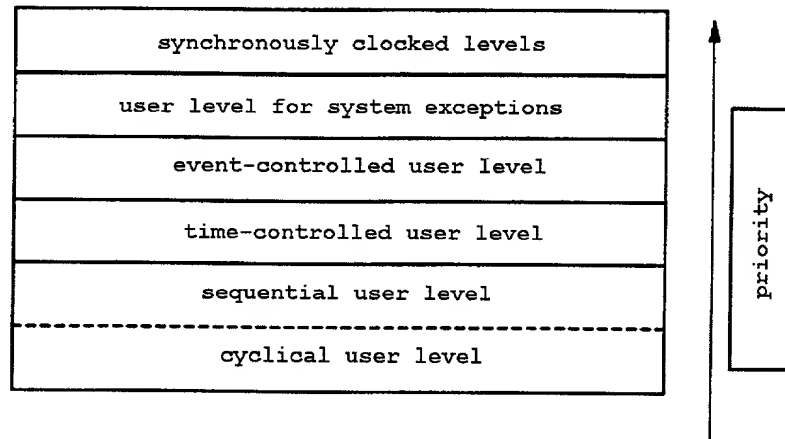 synchronously clocked levels
user level for system exceptions
event-controlled user level
time-controlled user level
sequential user level
cyclical user level
priority